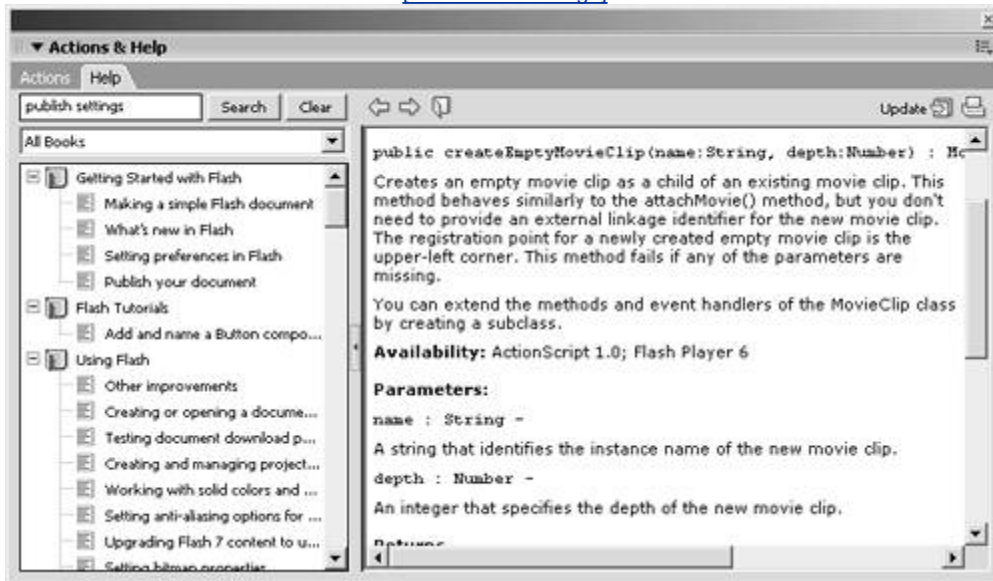 Actions & Help
Actions Help
publish settings Search Clear
Update
All Books
Getting Started with Flash
Making a simple Flash document
What's new in Flash
Setting preferences in Flash
Publish your document
Flash Tutorials
Add and name a Button compo...
Using Flash
Other improvements
Creating or opening a docume...
Testing document download p...
Creating and managing project...
Working with solid colors and ...
Setting anti-aliasing options for ...
Upgrading Flash 7 content to u...
Setting bitmap properties
public createEmptyMovieClip(name:String, depth:Number) : Mc
Creates an empty movie clip as a child of an existing movie clip. This
method behaves similarly to the attachMovie() method, but you don't
need to provide an external linkage identifier for the new movie clip.
The registration point for a newly created empty movie clip is the
upper-left corner. This method fails if any of the parameters are
missing.
You can extend the methods and event handlers of the MovieClip class
by creating a subclass.
Availability: ActionScript 1.0; Flash Player 6
Parameters:
name : String -
A string that identifies the instance name of the new movie clip.
depth : Number -
An integer that specifies the depth of the new movie clip.
Returns